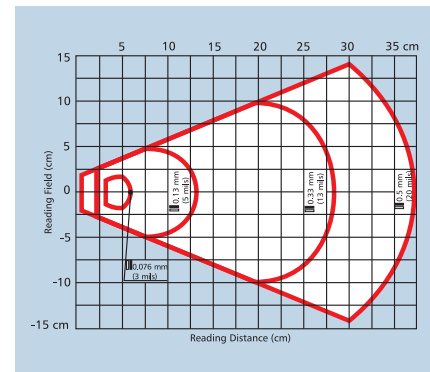 5 10 15 20 25 30 35 cm
15
10
5
0
-5
-10
-15 cm
Reading Field (cm)
0,076 mm
(3 mils)
0.13 mm
(5 mils)
0.33 mm
(13 mils)
0.5 mm
(20 mils)
Reading Distance (cm)